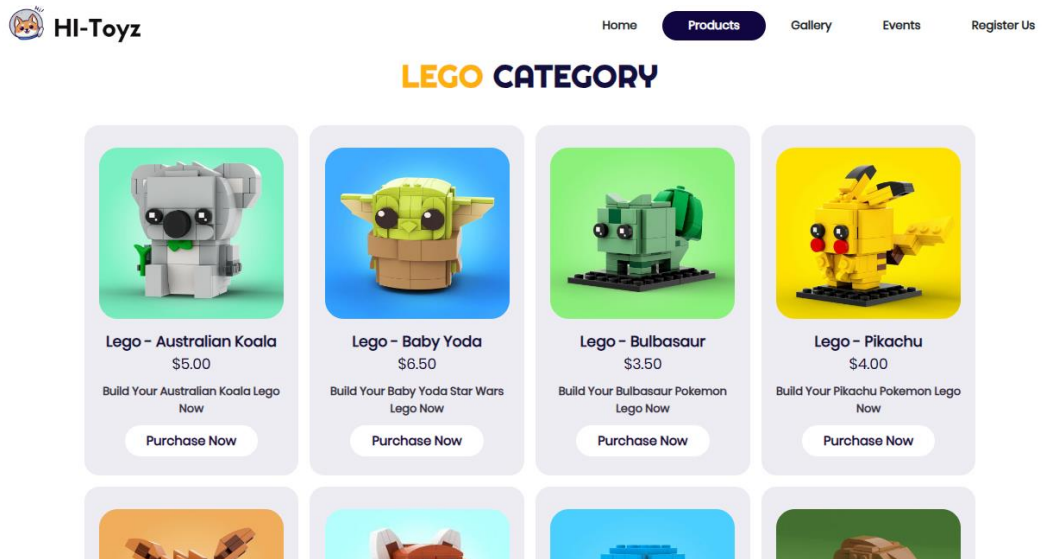 Hi!
HI-Toyz
Home
Products
Gallery
Events
Register Us
LEGO CATEGORY
Lego - Australian Koala
$5.00
Build Your Australian Koala Lego
Now
Purchase Now
Lego - Baby Yoda
$6.50
Build Your Baby Yoda Star Wars
Lego Now
Purchase Now
Lego - Bulbasaur
$3.50
Build Your Bulbasaur Pokemon
Lego Now
Purchase Now
Lego - Pikachu
$4.00
Build Your Pikachu Pokemon Lego
Now
Purchase Now